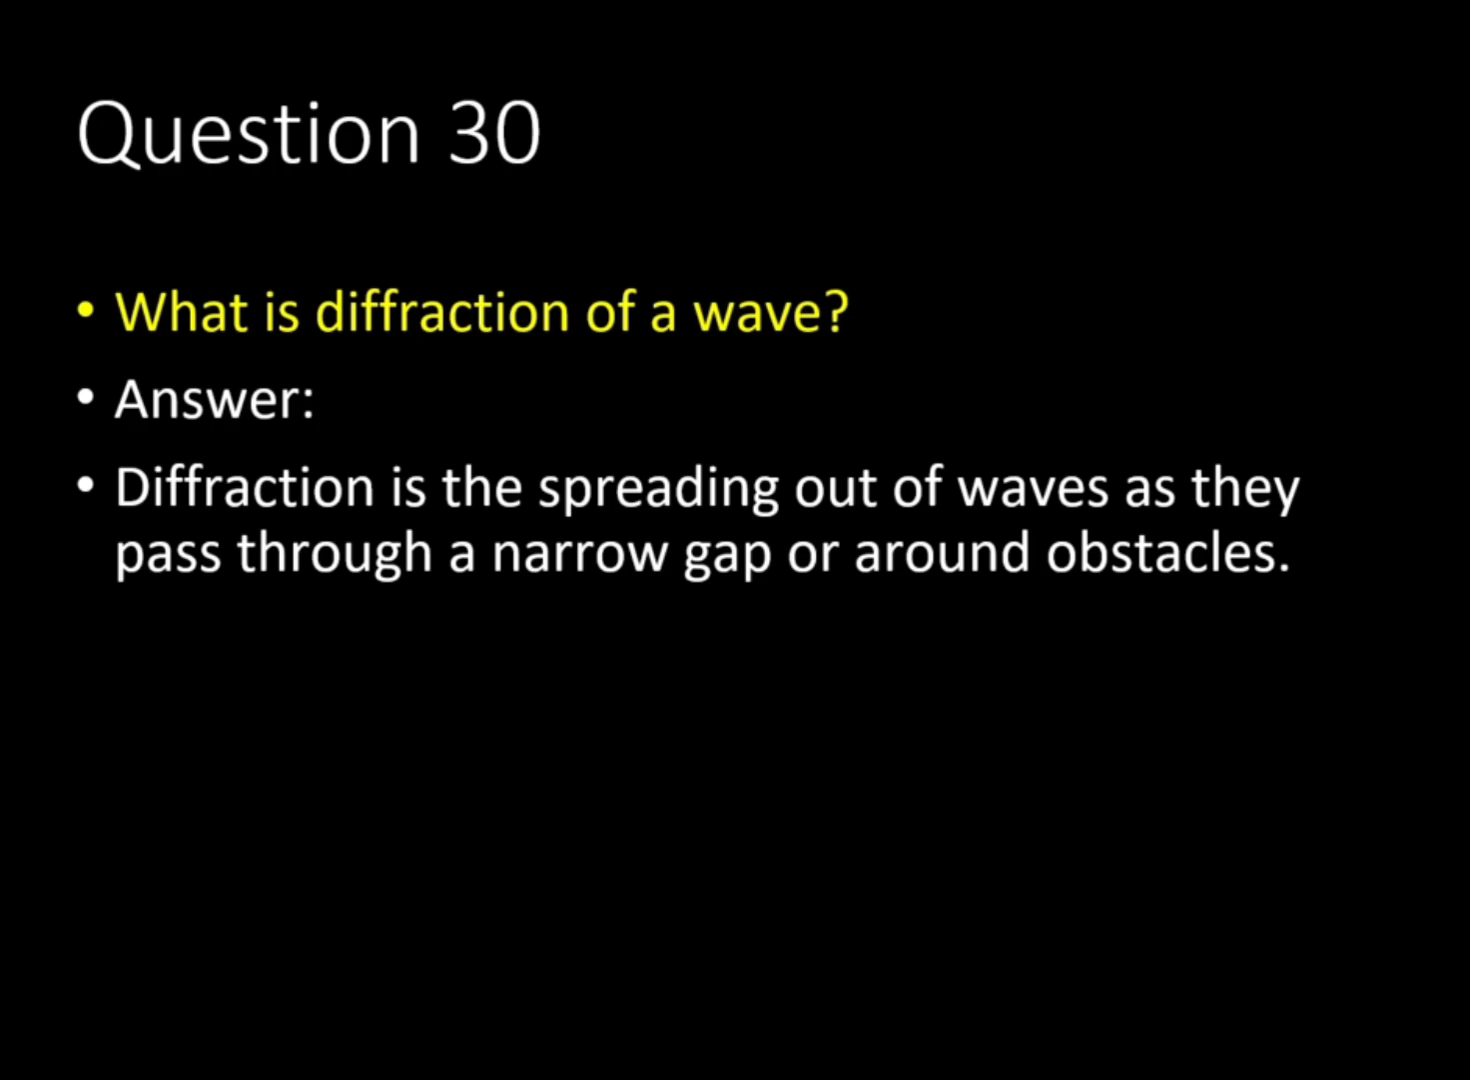 Question 30
• What is diffraction of a wave?
• Answer:
• Diffraction is the spreading out of waves as they
pass through a narrow gap or around obstacles.